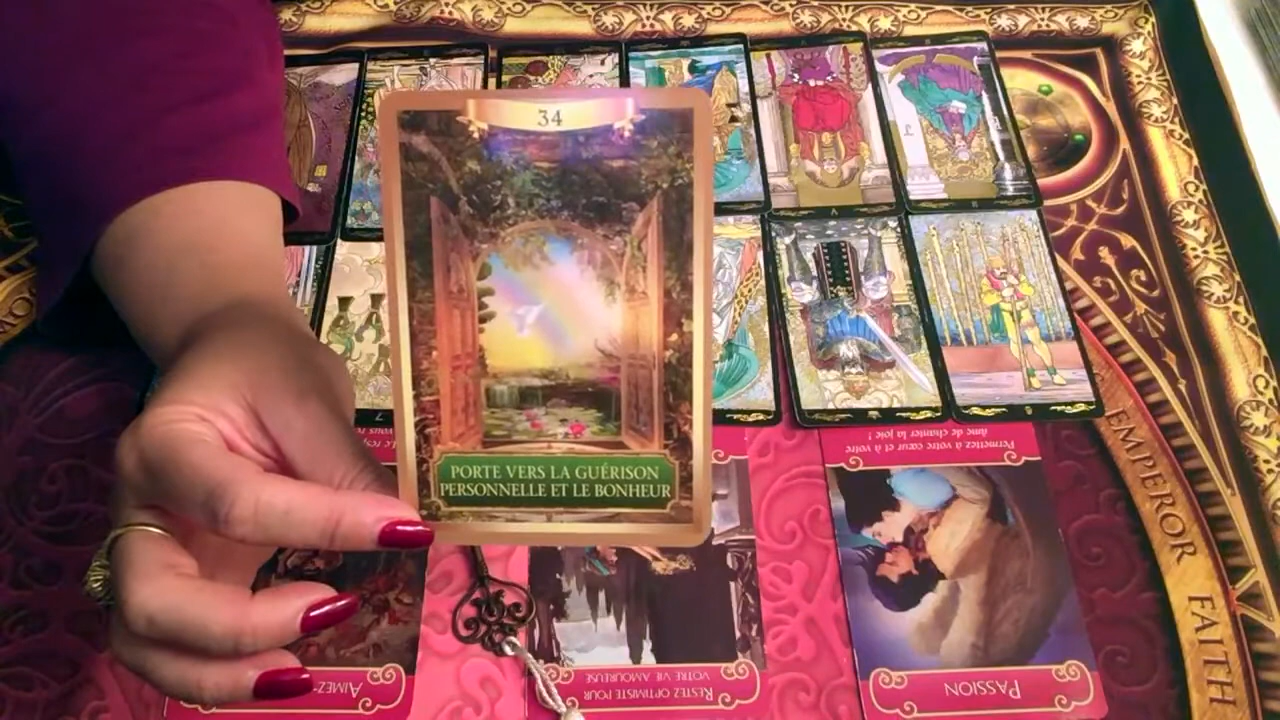 34
PORTE VERS LA GUÉRISON
PERSONNELLE ET LE BONHEUR
Permettez à votre cœur et à votre
âme de chanter la joie !
EMPEROR
FAITH
AIMEZ-
RESTEZ OPTIMISTE POUR
VOTRE VIE AMOUREUSE
PASSION